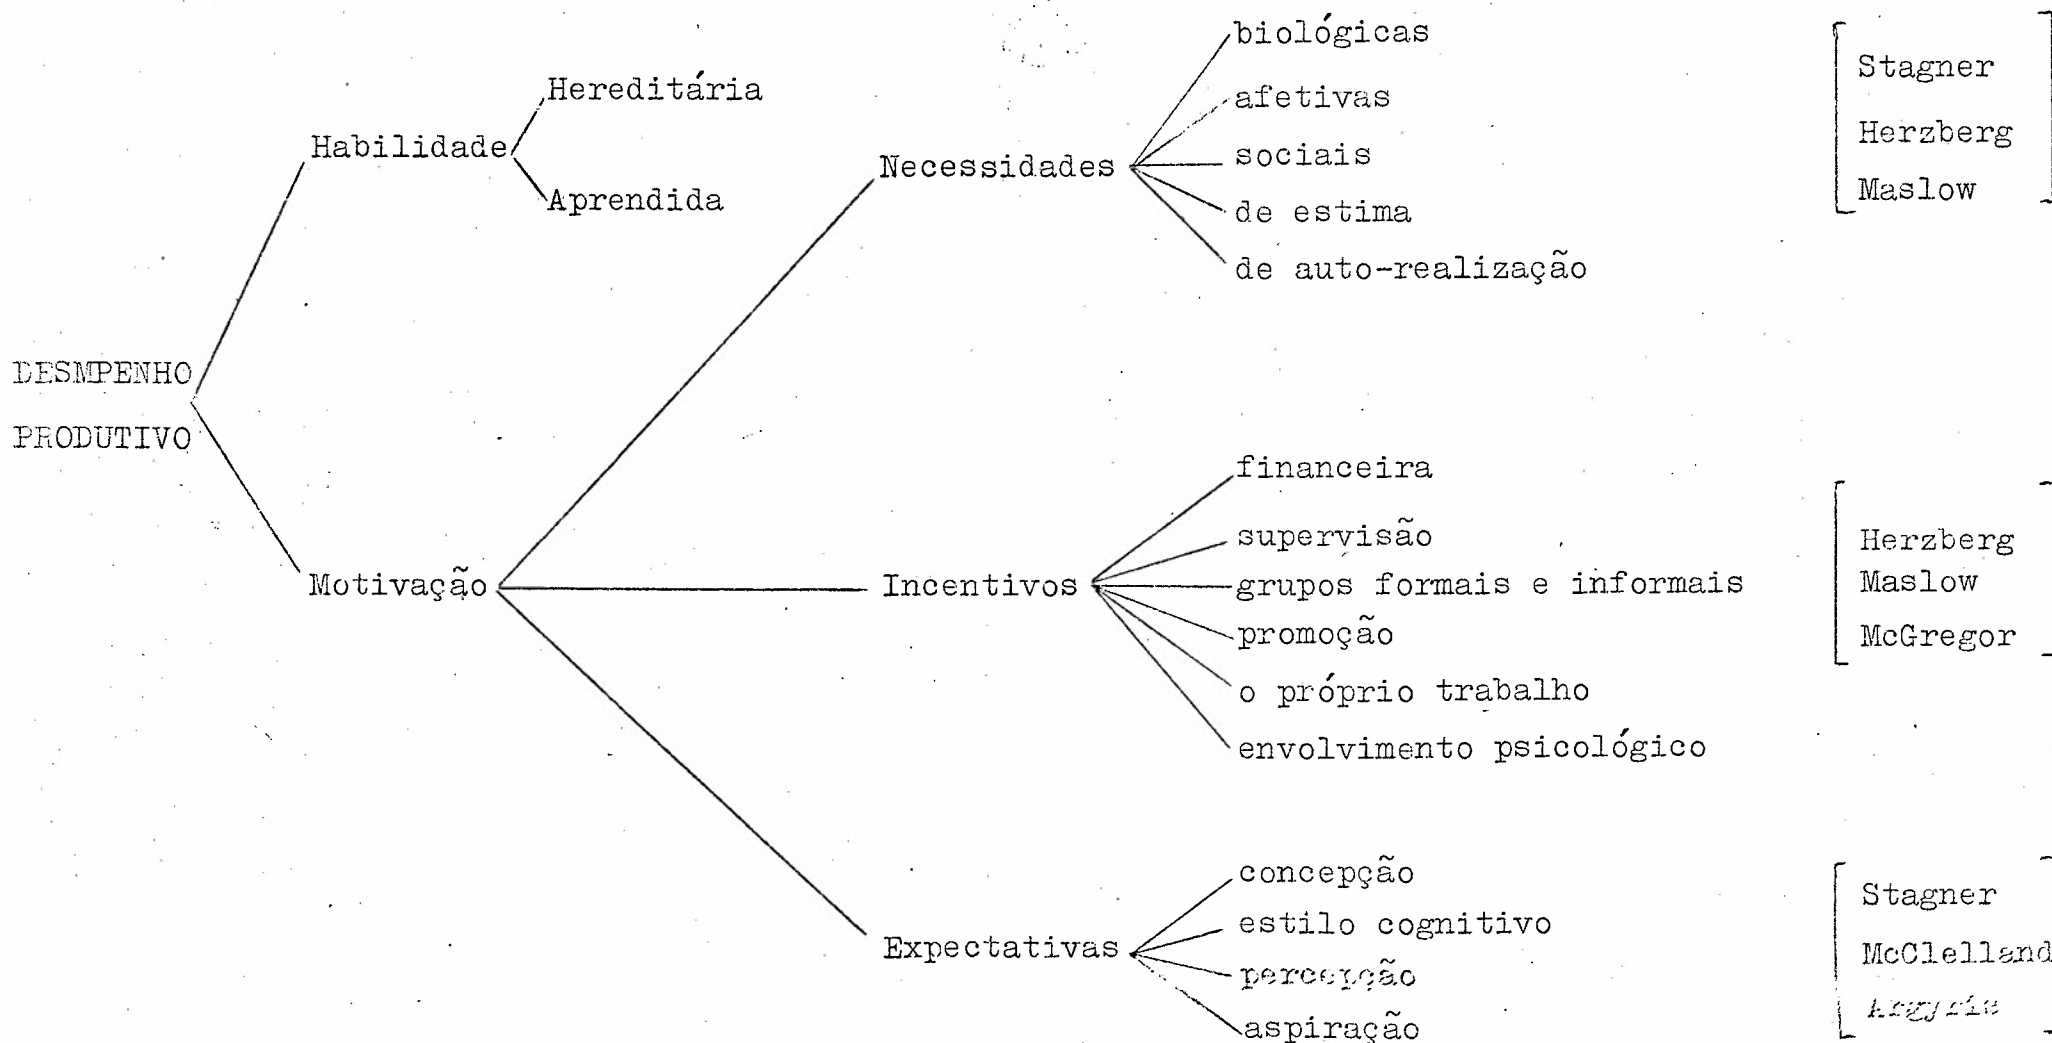 DESMPENHO
PRODUTIVO
Habilidade
Hereditária
Aprendida
Motivação
Necessidades
biológicas
afetivas
sociais
de estima
de auto-realização
Stagner
Herzberg
Maslow
Incentivos
financeira
supervisão
grupos formais e informais
promoção
o próprio trabalho
envolvimento psicológico
Herzberg
Maslow
McGregor
Expectativas
concepção
estilo cognitivo
percepção
aspiração
Stagner
McClelland
Argyris